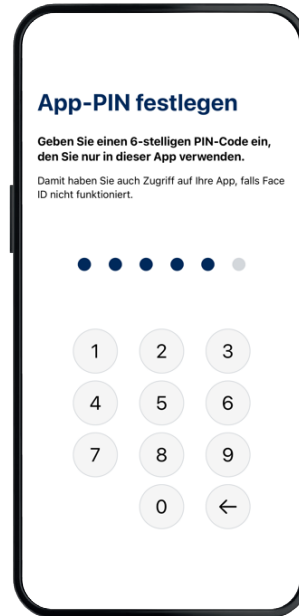 App-PIN festlegen
Geben Sie einen 6-stelligen PIN-Code ein,
den Sie nur in dieser App verwenden.
Damit haben Sie auch Zugriff auf Ihre App, falls Face
ID nicht funktioniert.
1 2 3
4 5 6
7 8 9
0 ←